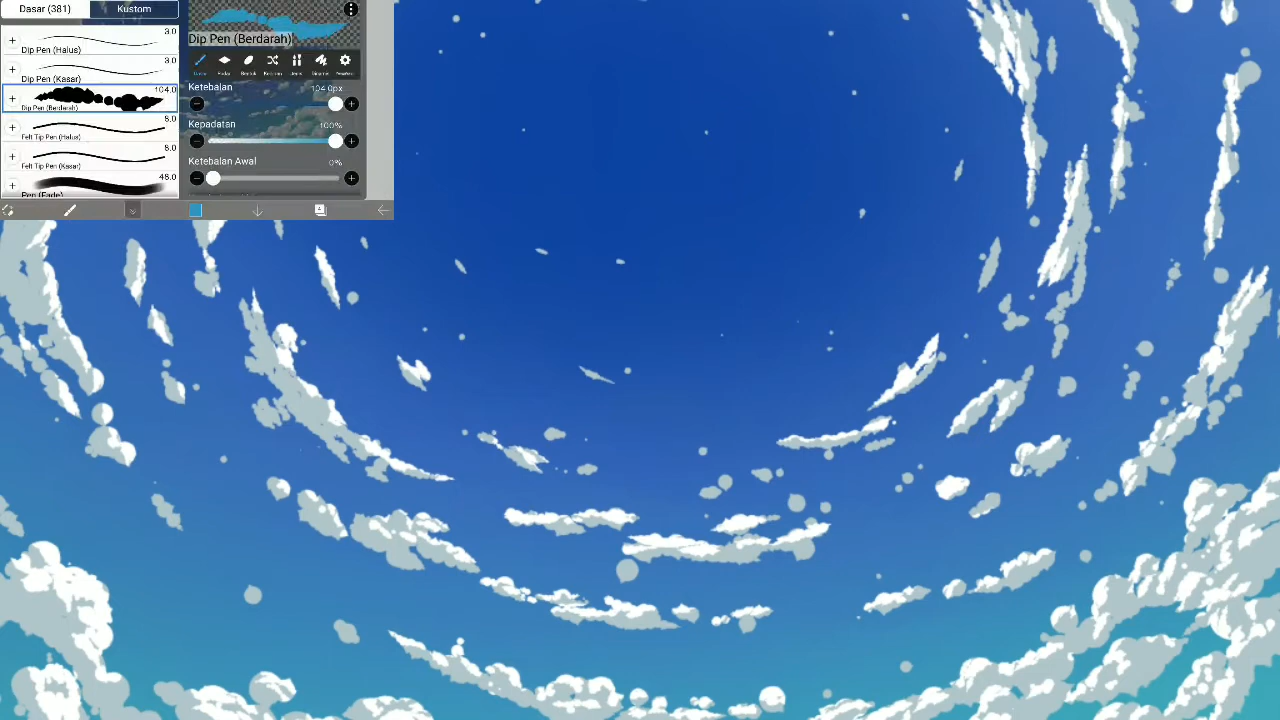 Dasar (381)
Kustom
3.0
Dip Pen (Halus)
3.0
Dip Pen (Kasar)
104.0
Dip Pen (Berdarah)
8.0
Felt Tip Pen (Halus)
8.0
Felt Tip Pen (Kasar)
48.0
Pen (Fade)
Dip Pen (Berdarah)
Bentuk
Jenis
Ketebalan
104.0px
Kepadatan
100%
Ketebalan Awal
0%